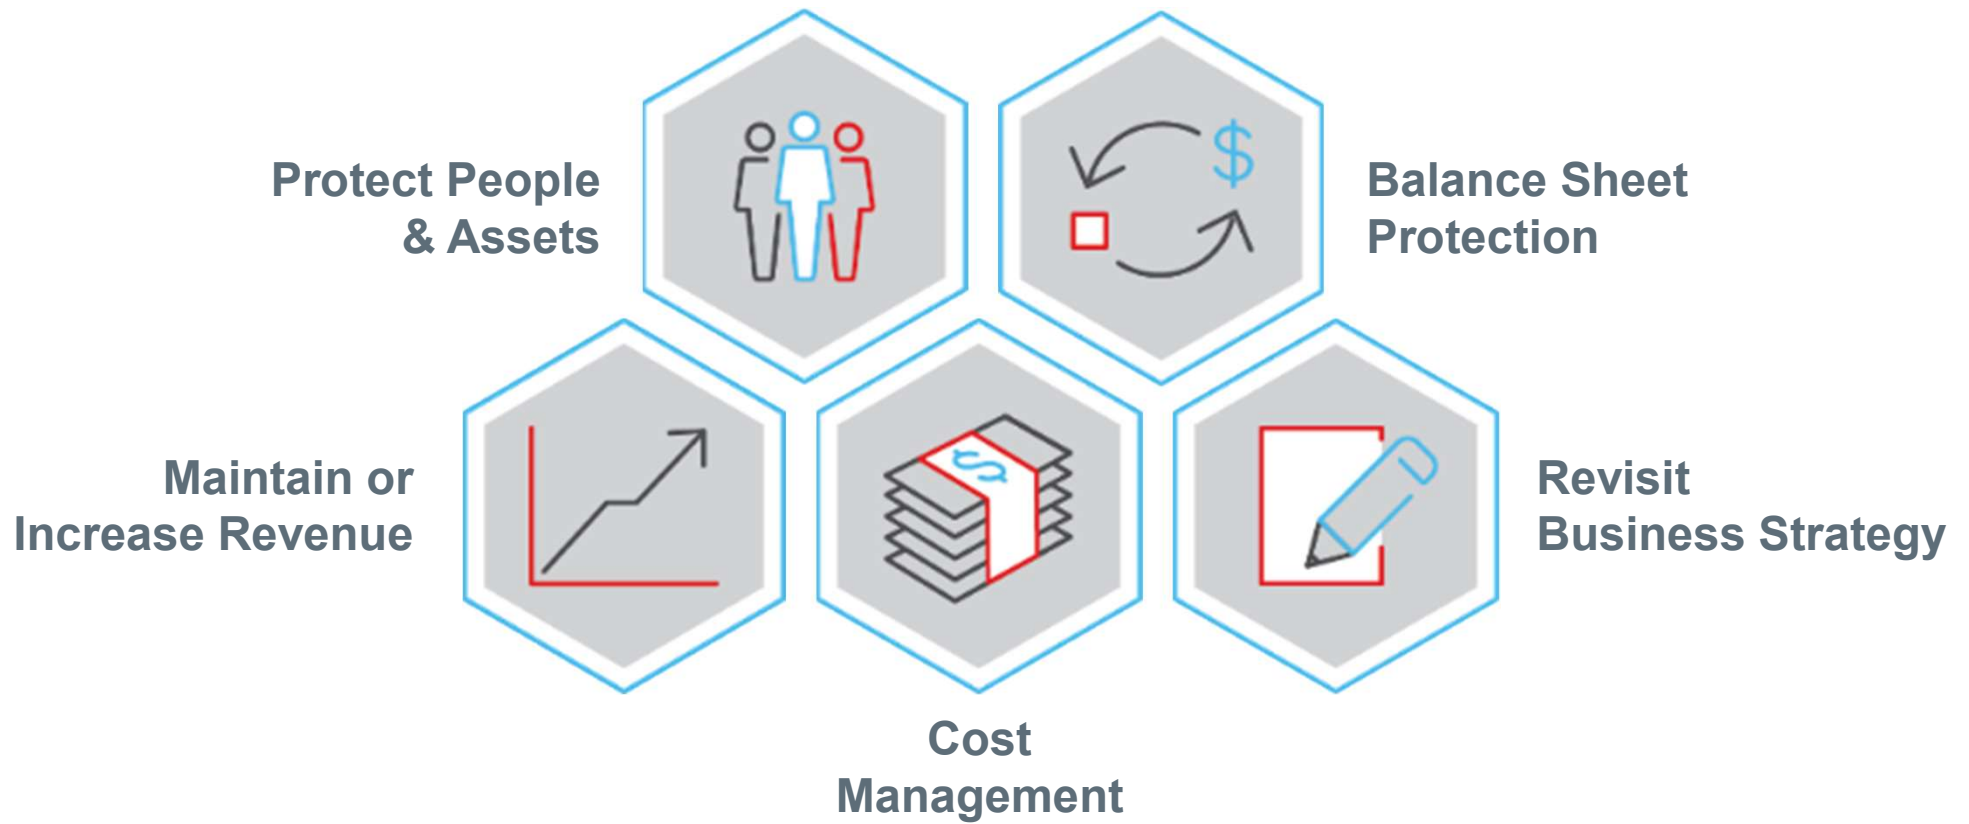 Protect People
& Assets
Balance Sheet
Protection
$
Maintain or
Increase Revenue
$
Revisit
Business Strategy
Cost
Management